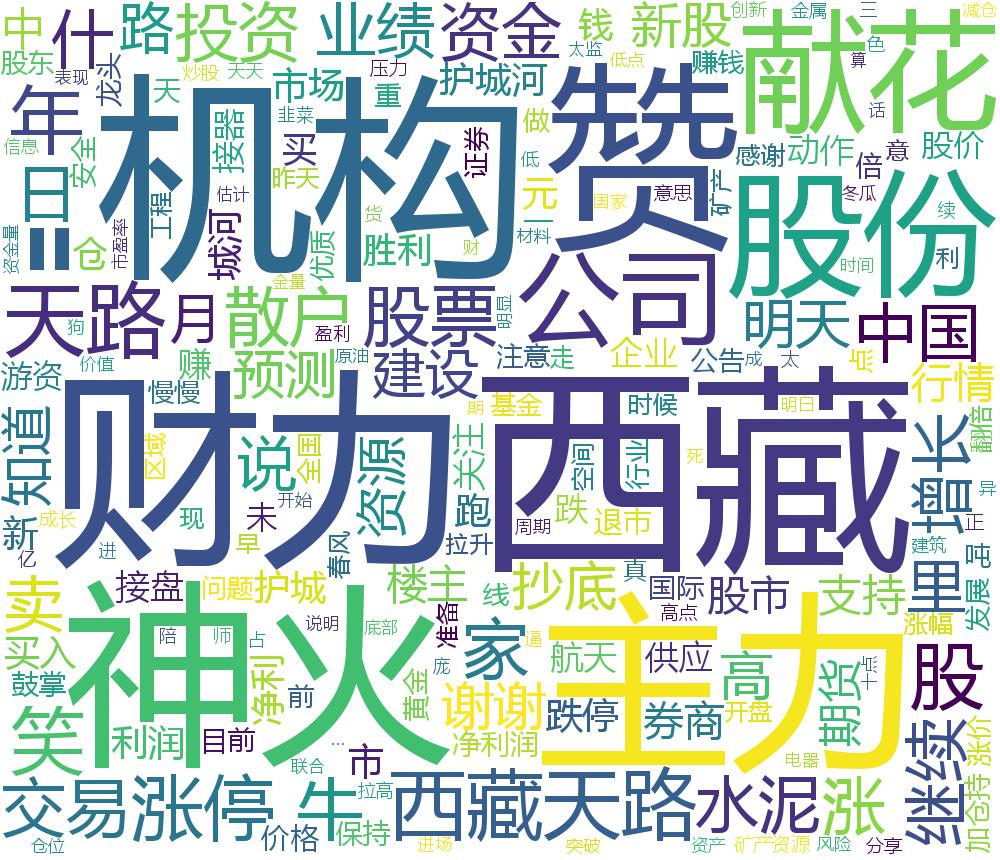 中
仕
路
投资
业绩
资金
钱
新股
创新
金属
三
减仓
献花
股东
表现
龙头
炒股
天天
市场
压力
护城河
太监
低点
赚钱
算
色
年
天
韭菜
重
机构
赞
做
感谢
动作
倍
意
股价
话
信息
安全
接器
买
证券
低
日
工程
估计
昨天
元
一
国家
意思
矿产
冬瓜
续
股份
资金量
仓
市盈率
城河
优质
胜利
货
财
材料
公司
时间
利
天路
月
散户
金量
股票
盈利
明显
明天
中国
狗
原油
游资
价值
赚
预测
建设
注意
走
企业
公告
成
太
点
行情
慢慢
基金
时候
明白
翻倍
知道
财力
区域
说
全国
资源
期
关注
空间
行业
西藏
增长
异
新
成长
现
未
开始
跑
周期
跌
退市
死
正
亿
进
早
春风
拉升
建筑
吨
卖
接盘
问题
护城
楼主
线
准备
抄底
真
国际
高点
股市
支持
涨幅
发展
里
买入
陪
师
占
说明
底部
庞
逼
神火
主力
鼓掌
净利
前
家
航天
供应
高
期货
十点
股
笑
利润
目前
黄金
谢谢
净利润
跌停
券商
开盘
继续
涨价
…
联合
市
拉高
电器
加仓
持
交易
涨停
牛
西藏天路
水泥
涨
仓位
价格
保持
进场
突破
资产
矿产资源
风险
分享